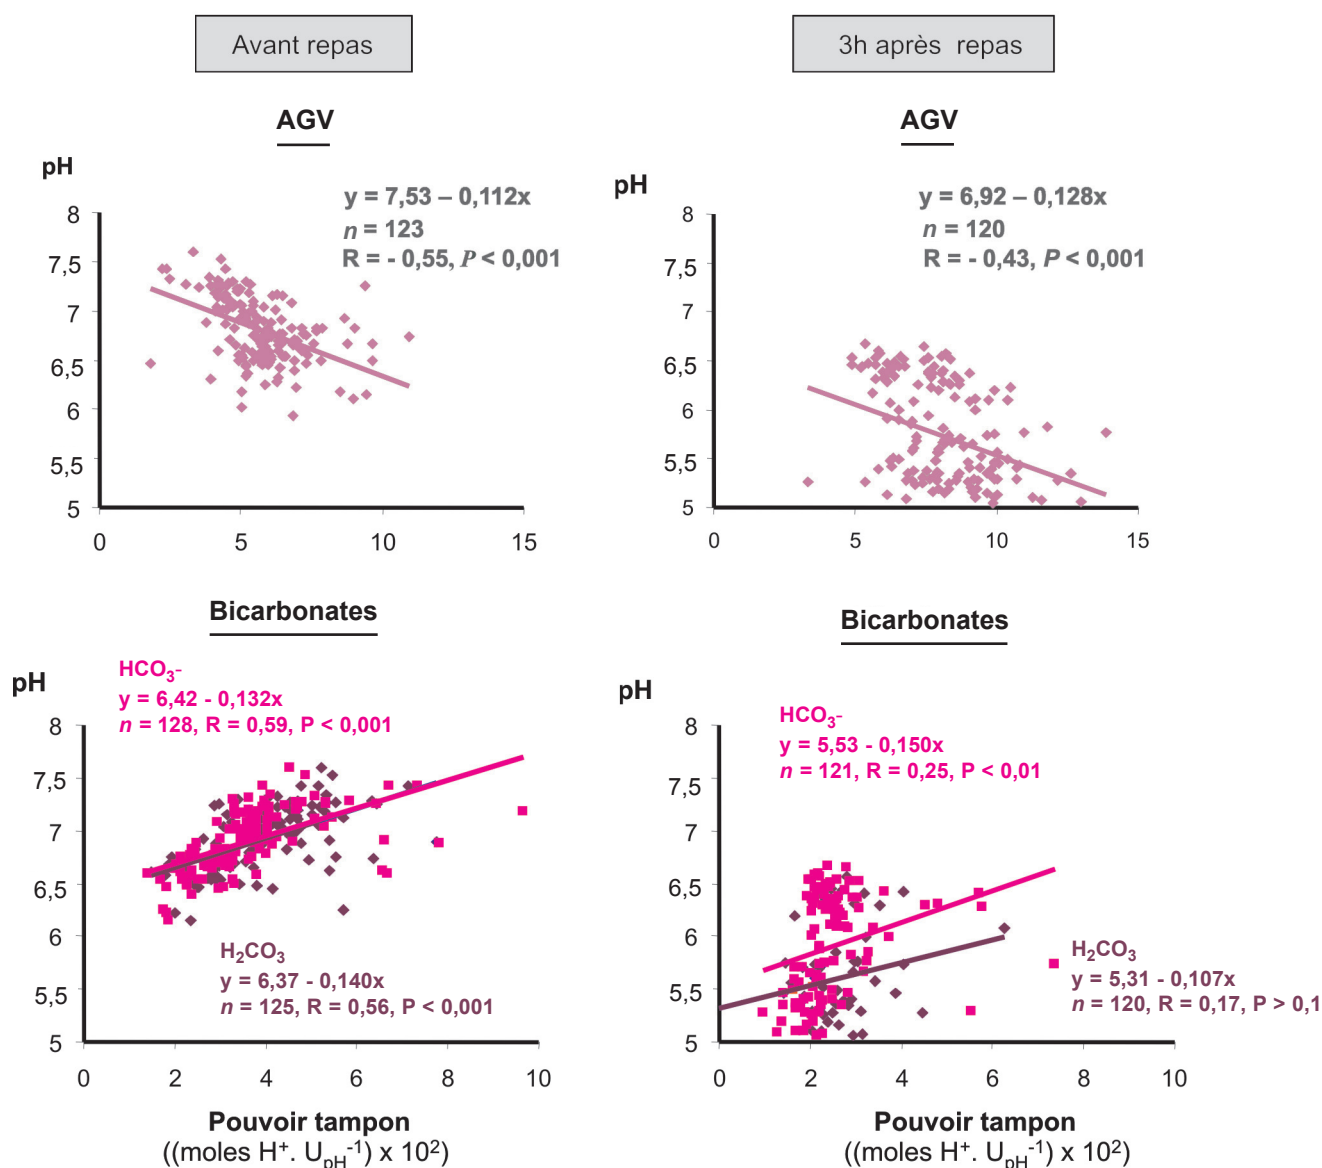 Avant repas
3h après repas
AGV
AGV
pH
pH
y = 7,53 – 0,112x
n = 123
R = - 0,55, P < 0,001
y = 6,92 – 0,128x
n = 120
R = - 0,43, P < 0,001
8
7,5
7
6,5
6
5,5
5
0
5
10
15
8
7,5
7
6,5
6
5,5
5
0
5
10
15
Bicarbonates
Bicarbonates
pH
HCO₃⁻
y = 6,42 - 0,132x
n = 128, R = 0,59, P < 0,001
H₂CO₃
y = 6,37 - 0,140x
n = 125, R = 0,56, P < 0,001
8
7,5
7
6,5
6
5,5
5
0
2
4
6
8
10
Pouvoir tampon
((moles H⁺. UpH⁻¹) x 10²)
pH
HCO₃⁻
y = 5,53 - 0,150x
n = 121, R = 0,25, P < 0,01
H₂CO₃
y = 5,31 - 0,107x
n = 120, R = 0,17, P > 0,1
8
7,5
7
6,5
6
5,5
5
0
2
4
6
8
10
Pouvoir tampon
((moles H⁺. UpH⁻¹) x 10²)